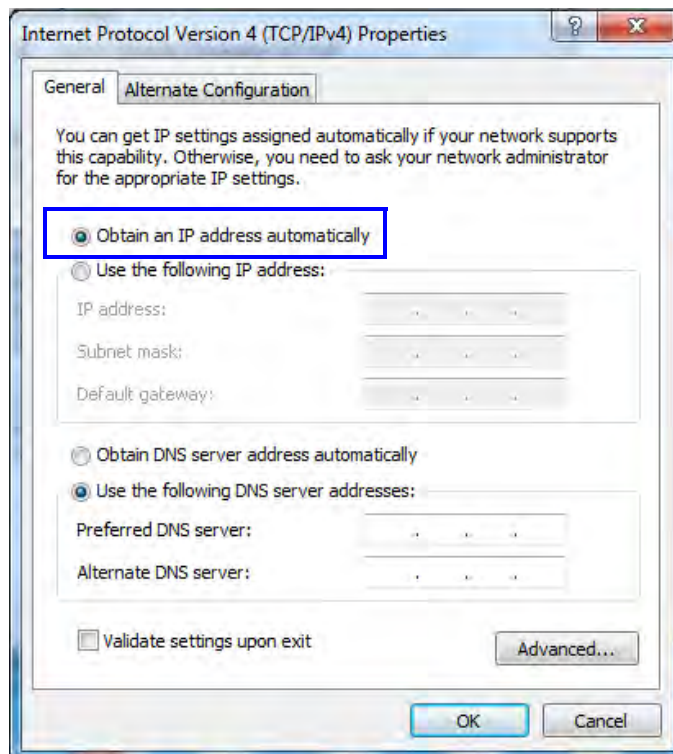 Internet Protocol Version 4 (TCP/IPv4) Properties
General
Alternate Configuration
You can get IP settings assigned automatically if your network supports
this capability. Otherwise, you need to ask your network administrator
for the appropriate IP settings.
Obtain an IP address automatically
Use the following IP address:
IP address:
Subnet mask:
Default gateway:
Obtain DNS server address automatically
Use the following DNS server addresses:
Preferred DNS server:
Alternate DNS server:
Validate settings upon exit
Advanced...
OK
Cancel